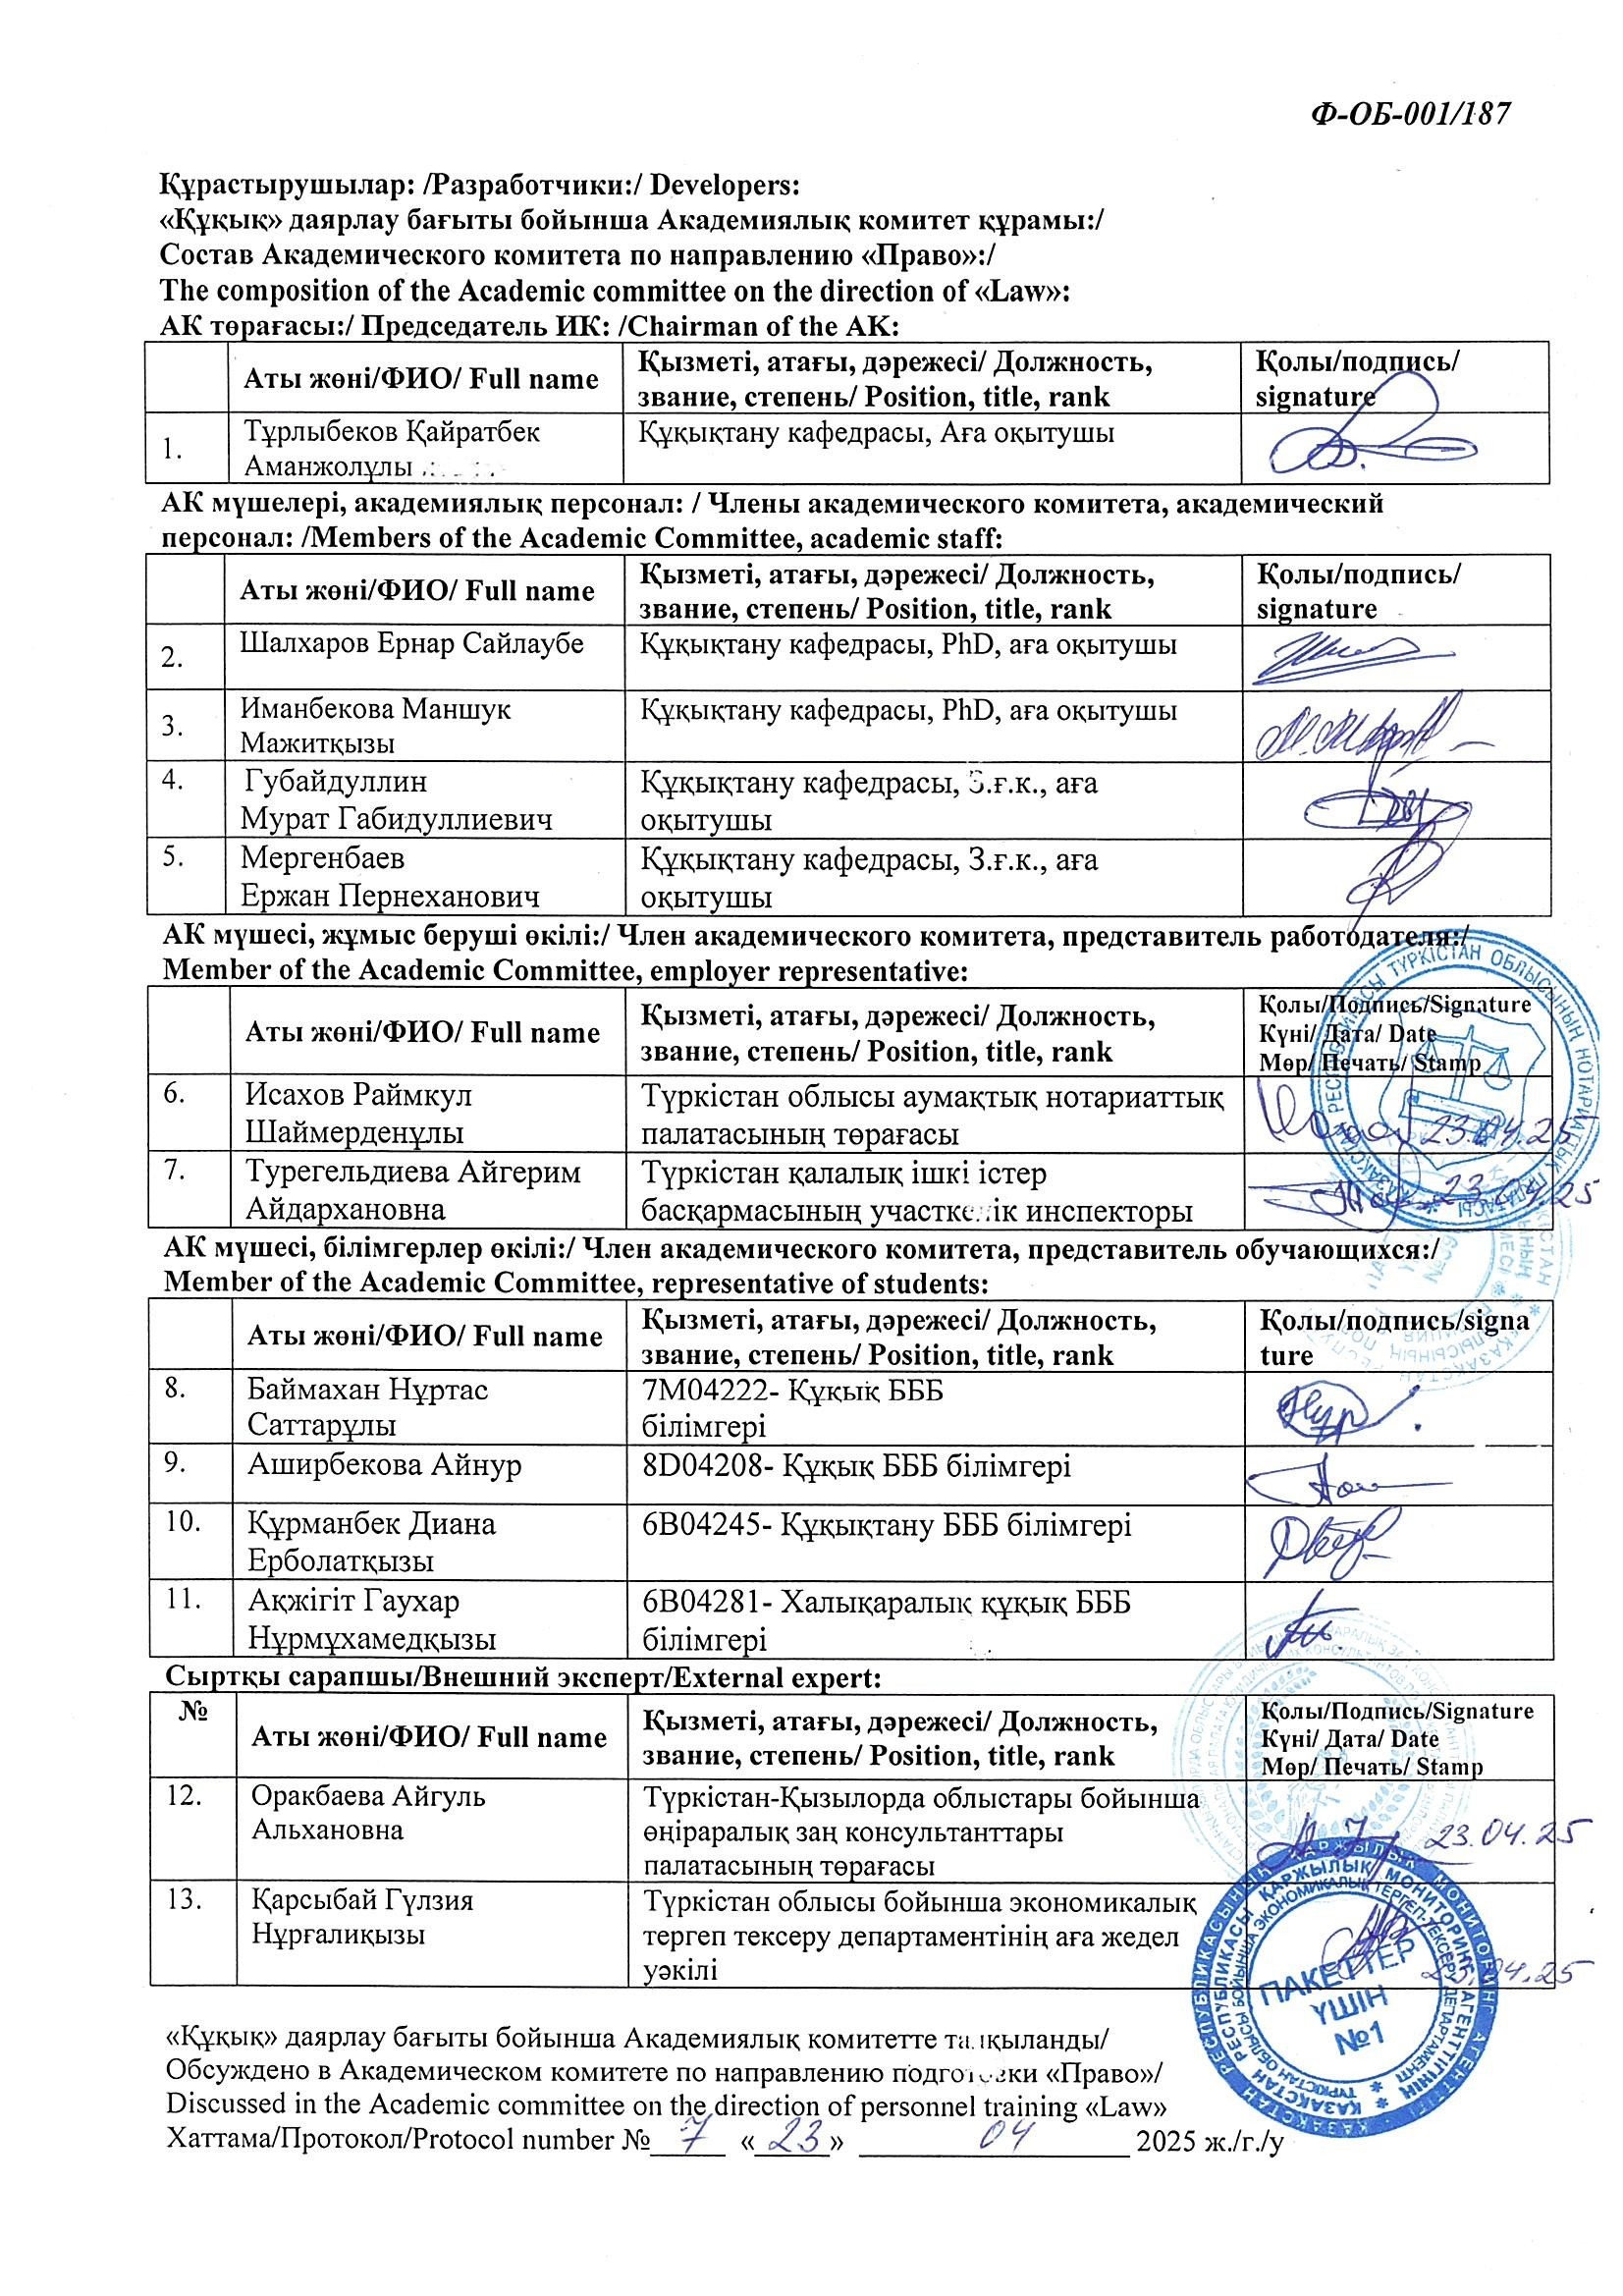 Ф-ОБ-001/187
Құрастырушылар: /Разработчики:/ Developers:
«Құқық» даярлау бағыты бойынша Академиялық комитет құрамы:/
Состав Академического комитета по направлению «Право»:/
The composition of the Academic committee on the direction of «Law»:
АК төрағасы:/ Председатель ИК: /Chairman of the AK:
Аты жөні/ФИО/ Full name
Қызметі, атағы, дәрежесі/ Должность,
звание, степень/ Position, title, rank
Қолы/подпись/
signature
1.
Тұрлыбеков Қайратбек
Аманжолұлы
Құқықтану кафедрасы, Аға оқытушы
АК мүшелері, академиялық персонал: / Члены академического комитета, академический
персонал: /Members of the Academic Committee, academic staff:
Аты жөні/ФИО/ Full name
Қызметі, атағы, дәрежесі/ Должность,
звание, степень/ Position, title, rank
Қолы/подпись/
signature
2.
Шалхаров Ернар Сайлаубе
Құқықтану кафедрасы, PhD, аға оқытушы
3.
Иманбекова Маншук
Мажитқызы
Құқықтану кафедрасы, PhD, аға оқытушы
4.
Губайдуллин
Мурат Габидуллиевич
Құқықтану кафедрасы, З.ғ.к., аға
оқытушы
5.
Мергенбаев
Ержан Пернеханович
Құқықтану кафедрасы, З.ғ.к., аға
оқытушы
АК мүшесі, жұмыс беруші өкілі:/ Член академического комитета, представитель работодателя:/
Member of the Academic Committee, employer representative:
Аты жөні/ФИО/ Full name
Қызметі, атағы, дәрежесі/ Должность,
звание, степень/ Position, title, rank
Қолы/Подпись/Signature
Күні/ Дата/ Date
Мөр/ Печать/ Stamp
6.
Исахов Раймкул
Шаймерденұлы
Түркістан облысы аумақтық нотариаттық
палатасының төрағасы
23.04.25
7.
Турегельдиева Айгерим
Айдархановна
Түркістан қалалық ішкі істер
басқармасының участкелік инспекторы
23.04.25
АК мүшесі, білімгерлер өкілі:/ Член академического комитета, представитель обучающихся:/
Member of the Academic Committee, representative of students:
Аты жөні/ФИО/ Full name
Қызметі, атағы, дәрежесі/ Должность,
звание, степень/ Position, title, rank
Қолы/подпись/signa
ture
8.
Баймахан Нұртас
Саттарұлы
7М04222- Құқық БББ
білімгері
9.
Аширбекова Айнур
8D04208- Құқық БББ білімгері
10.
Құрманбек Диана
Ерболатқызы
6В04245- Құқықтану БББ білімгері
11.
Ақжігіт Гаухар
Нұрмұхамедқызы
6В04281- Халықаралық құқық БББ
білімгері
Сыртқы сарапшы/Внешний эксперт/External expert:
№
Аты жөні/ФИО/ Full name
Қызметі, атағы, дәрежесі/ Должность,
звание, степень/ Position, title, rank
Қолы/Подпись/Signature
Күні/ Дата/ Date
Мөр/ Печать/ Stamp
12.
Оракбаева Айгуль
Альхановна
Түркістан-Қызылорда облыстары бойынша
өңіраралық заң консультанттары
палатасының төрағасы
23.04.25
13.
Қарсыбай Гүлзия
Нұрғалиқызы
Түркістан облысы бойынша экономикалық
тергеп тексеру департаментінің аға жедел
уәкілі
23.04.25
ПАКЕТТЕР
ҮШІН
№1
«Құқық» даярлау бағыты бойынша Академиялық комитетте талқыланды/
Обсуждено в Академическом комитете по направлению подготовки «Право»/
Discussed in the Academic committee on the direction of personnel training «Law»
Хаттама/Протокол/Protocol number № 7 « 23 » 04 2025 ж./г./y